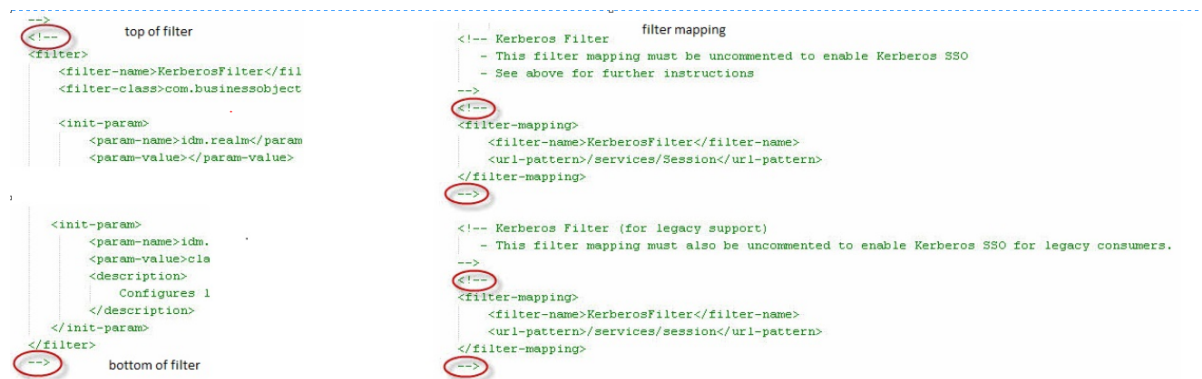 -->
top of filter
<!--
<filter>
<filter-name>KerberosFilter</fil
<filter-class>com.businessobject
<init-param>
<param-name>idm.realm</param
<param-value></param-value>
<init-param>
<param-name>idm.
<param-value>cla
<description>
Configures l
</description>
</init-param>
</filter>
-->
bottom of filter
filter mapping
<!-- Kerberos Filter
- This filter mapping must be uncommented to enable Kerberos SSO
- See above for further instructions
-->
<!--
<filter-mapping>
<filter-name>KerberosFilter</filter-name>
<url-pattern>/services/Session</url-pattern>
</filter-mapping>
-->
<!-- Kerberos Filter (for legacy support)
- This filter mapping must also be uncommented to enable Kerberos SSO for legacy consumers.
-->
<!--
<filter-mapping>
<filter-name>KerberosFilter</filter-name>
<url-pattern>/services/session</url-pattern>
</filter-mapping>
-->